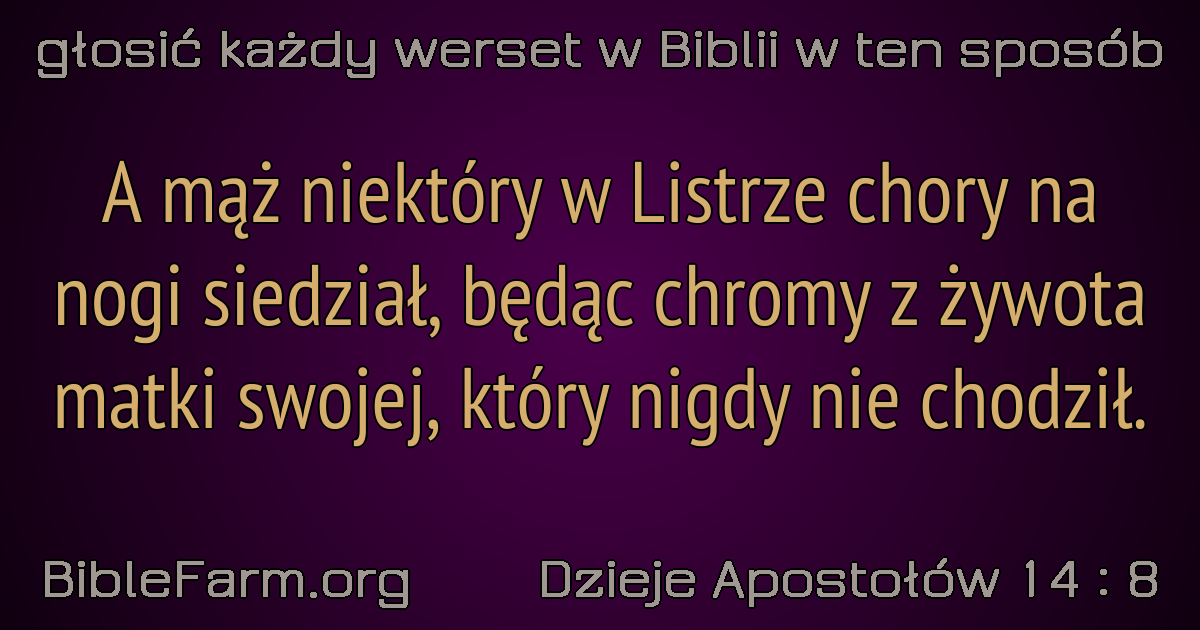 głosić każdy werset w Biblii w ten sposób
A mąż niektóry w Listrze chory na
nogi siedział, będąc chromy z żywota
matki swojej, który nigdy nie chodził.
BibleFarm.org Dzieje Apostołów 14 : 8